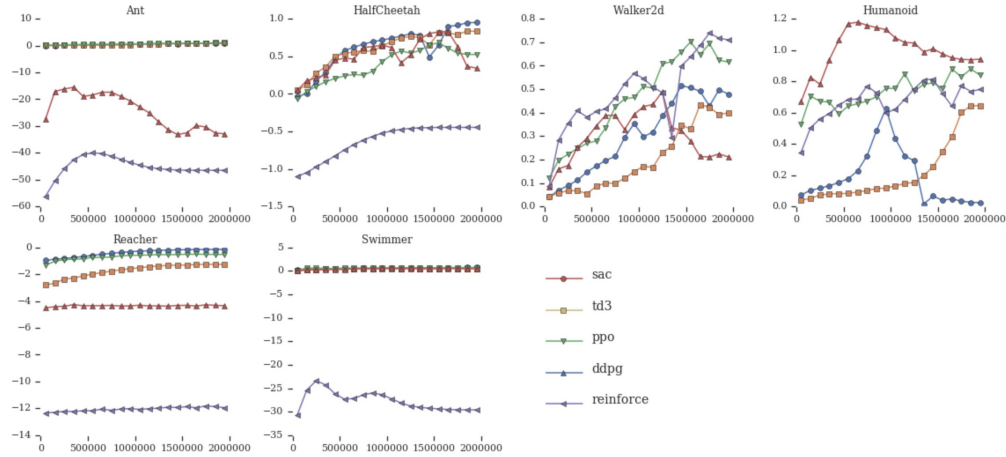 Ant
HalfCheetah
Walker2d
Humanoid
10
0
−10
−20
−30
−40
−50
−60
0 500000 1000000 1500000 2000000
1.0
0.5
0.0
−0.5
−1.0
−1.5
0 500000 1000000 1500000 2000000
0.8
0.7
0.6
0.5
0.4
0.3
0.2
0.1
0.0
0 500000 1000000 1500000 2000000
1.2
1.0
0.8
0.6
0.4
0.2
0.0
0 500000 1000000 1500000 2000000
Reacher
Swimmer
0
−2
−4
−6
−8
−10
−12
−14
0 500000 1000000 1500000 2000000
5
0
−5
−10
−15
−20
−25
−30
−35
0 500000 1000000 1500000 2000000
sac
td3
ppo
ddpg
reinforce